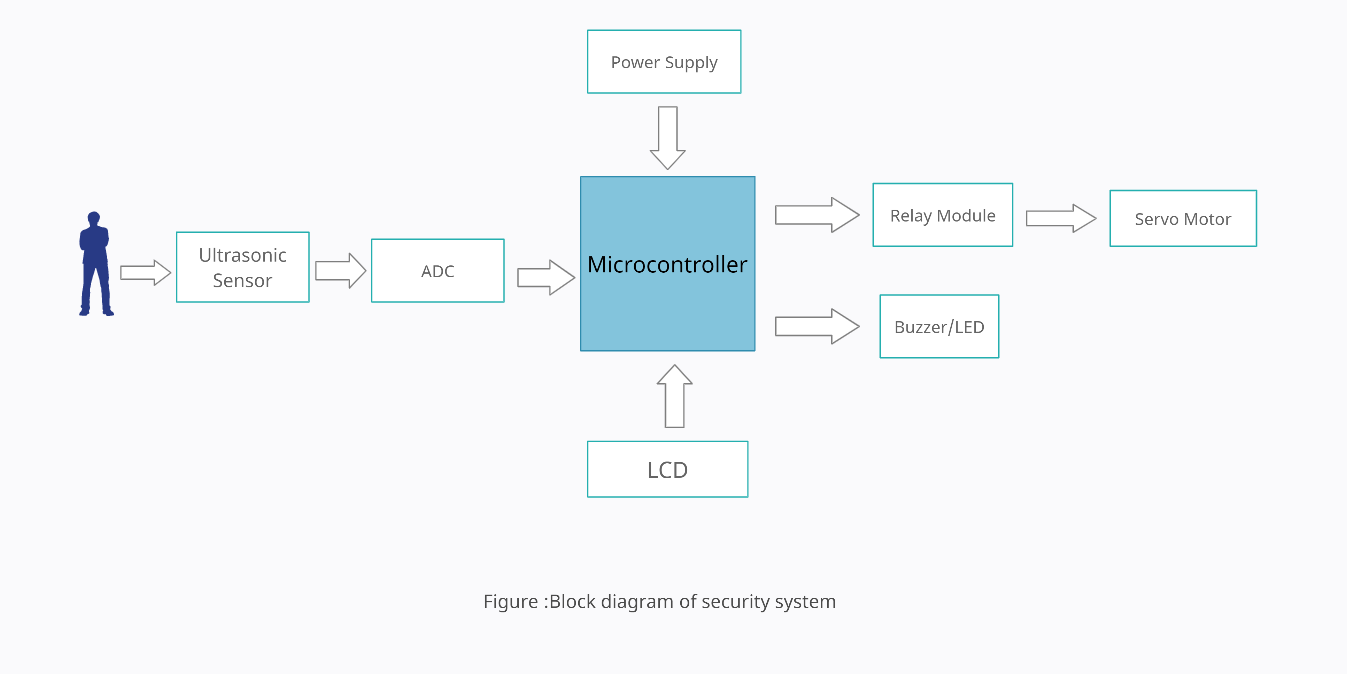 Power Supply
Ultrasonic
Sensor
ADC
Microcontroller
Relay Module
Servo Motor
Buzzer/LED
LCD
Figure :Block diagram of security system